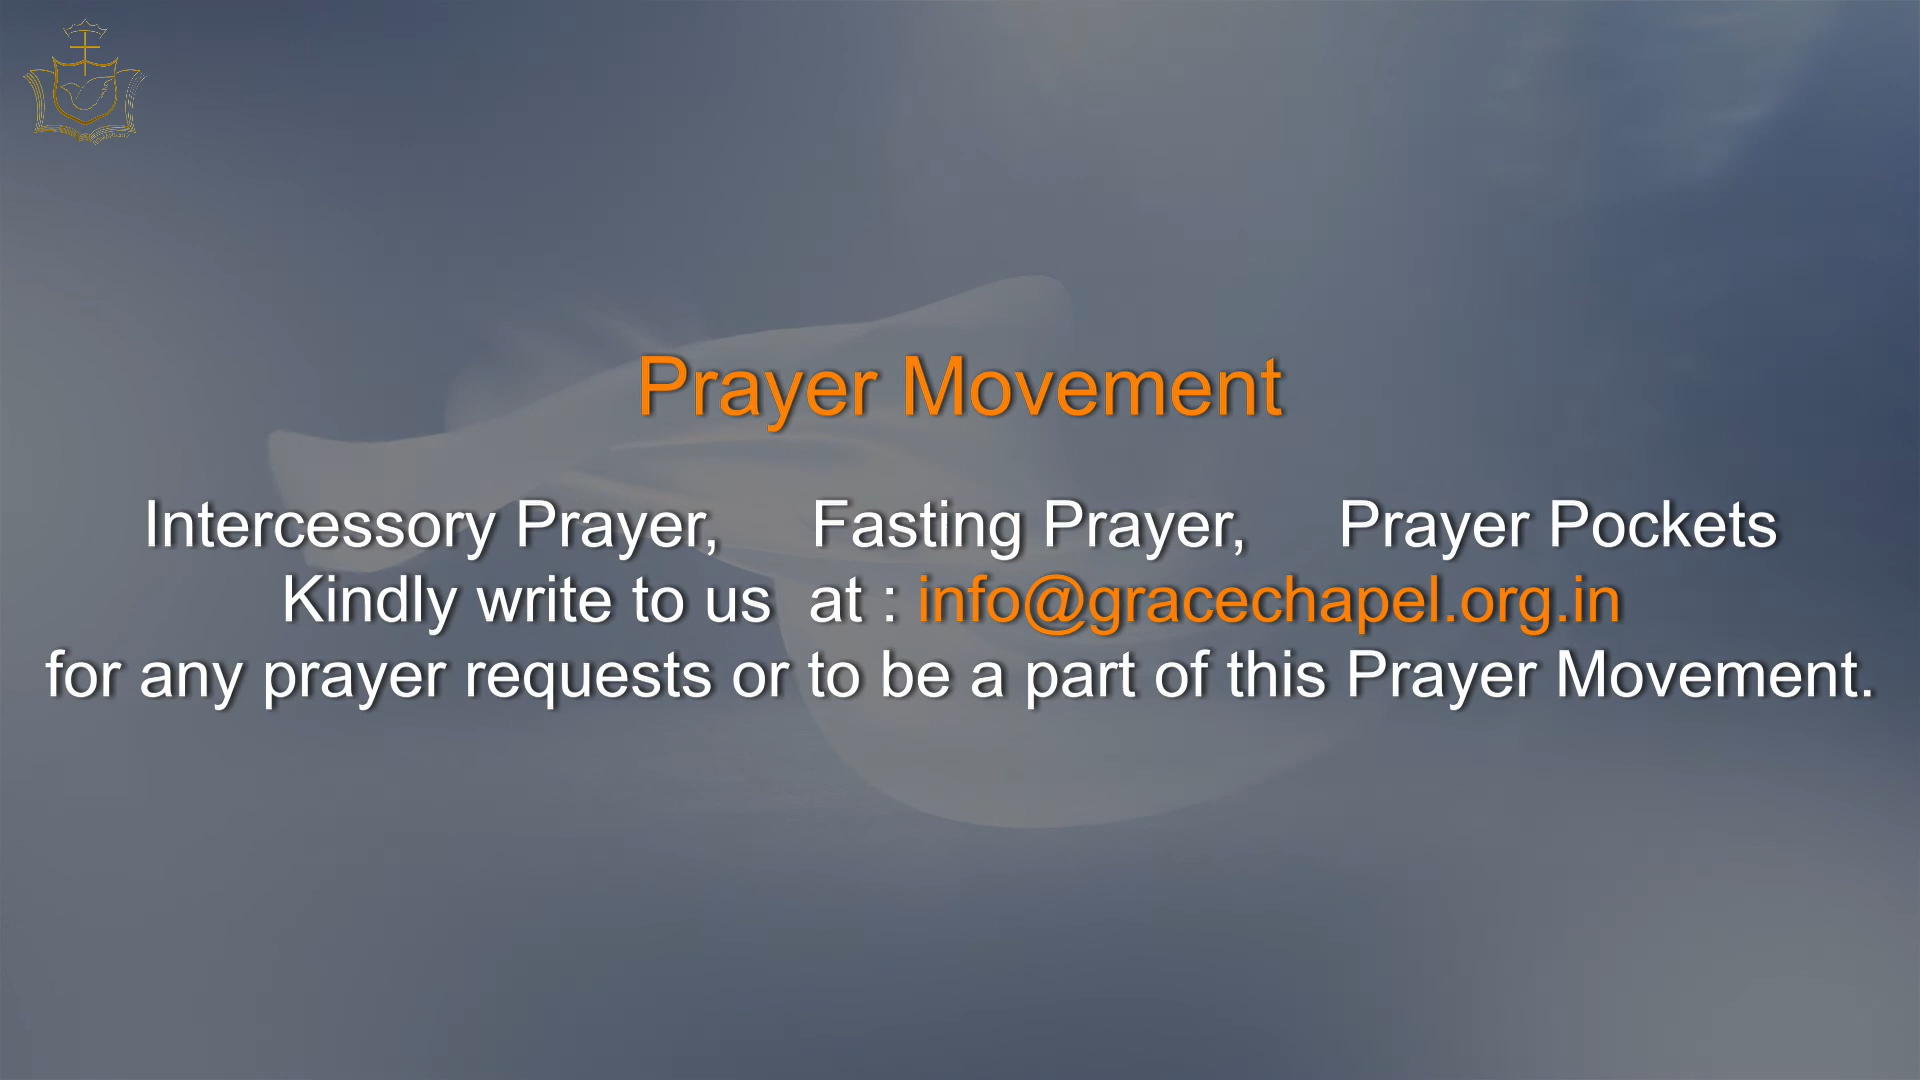 Prayer Movement
Intercessory Prayer, Fasting Prayer, Prayer Pockets
Kindly write to us at : info@gracechapel.org.in
for any prayer requests or to be a part of this Prayer Movement.